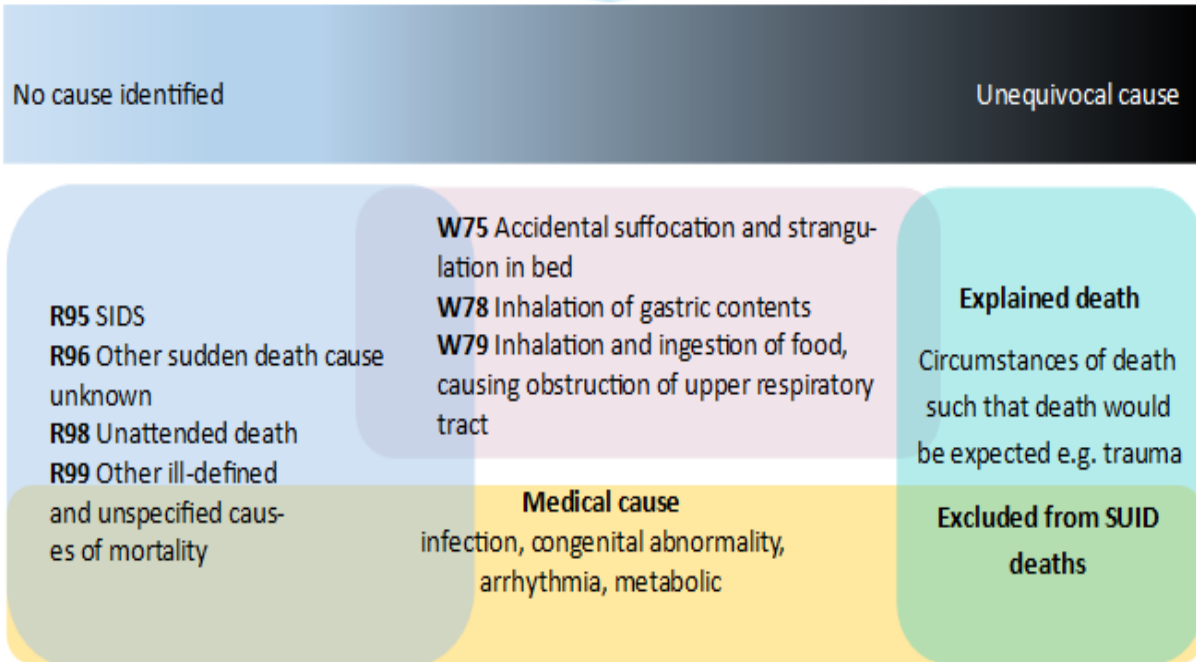 No cause identified
Unequivocal cause
R95 SIDS
R96 Other sudden death cause
unknown
R98 Unattended death
R99 Other ill-defined
and unspecified caus-
es of mortality
W75 Accidental suffocation and strangu-
lation in bed
W78 Inhalation of gastric contents
W79 Inhalation and ingestion of food,
causing obstruction of upper respiratory
tract
Medical cause
infection, congenital abnormality,
arrhythmia, metabolic
Explained death
Circumstances of death
such that death would
be expected e.g. trauma
Excluded from SUID
deaths